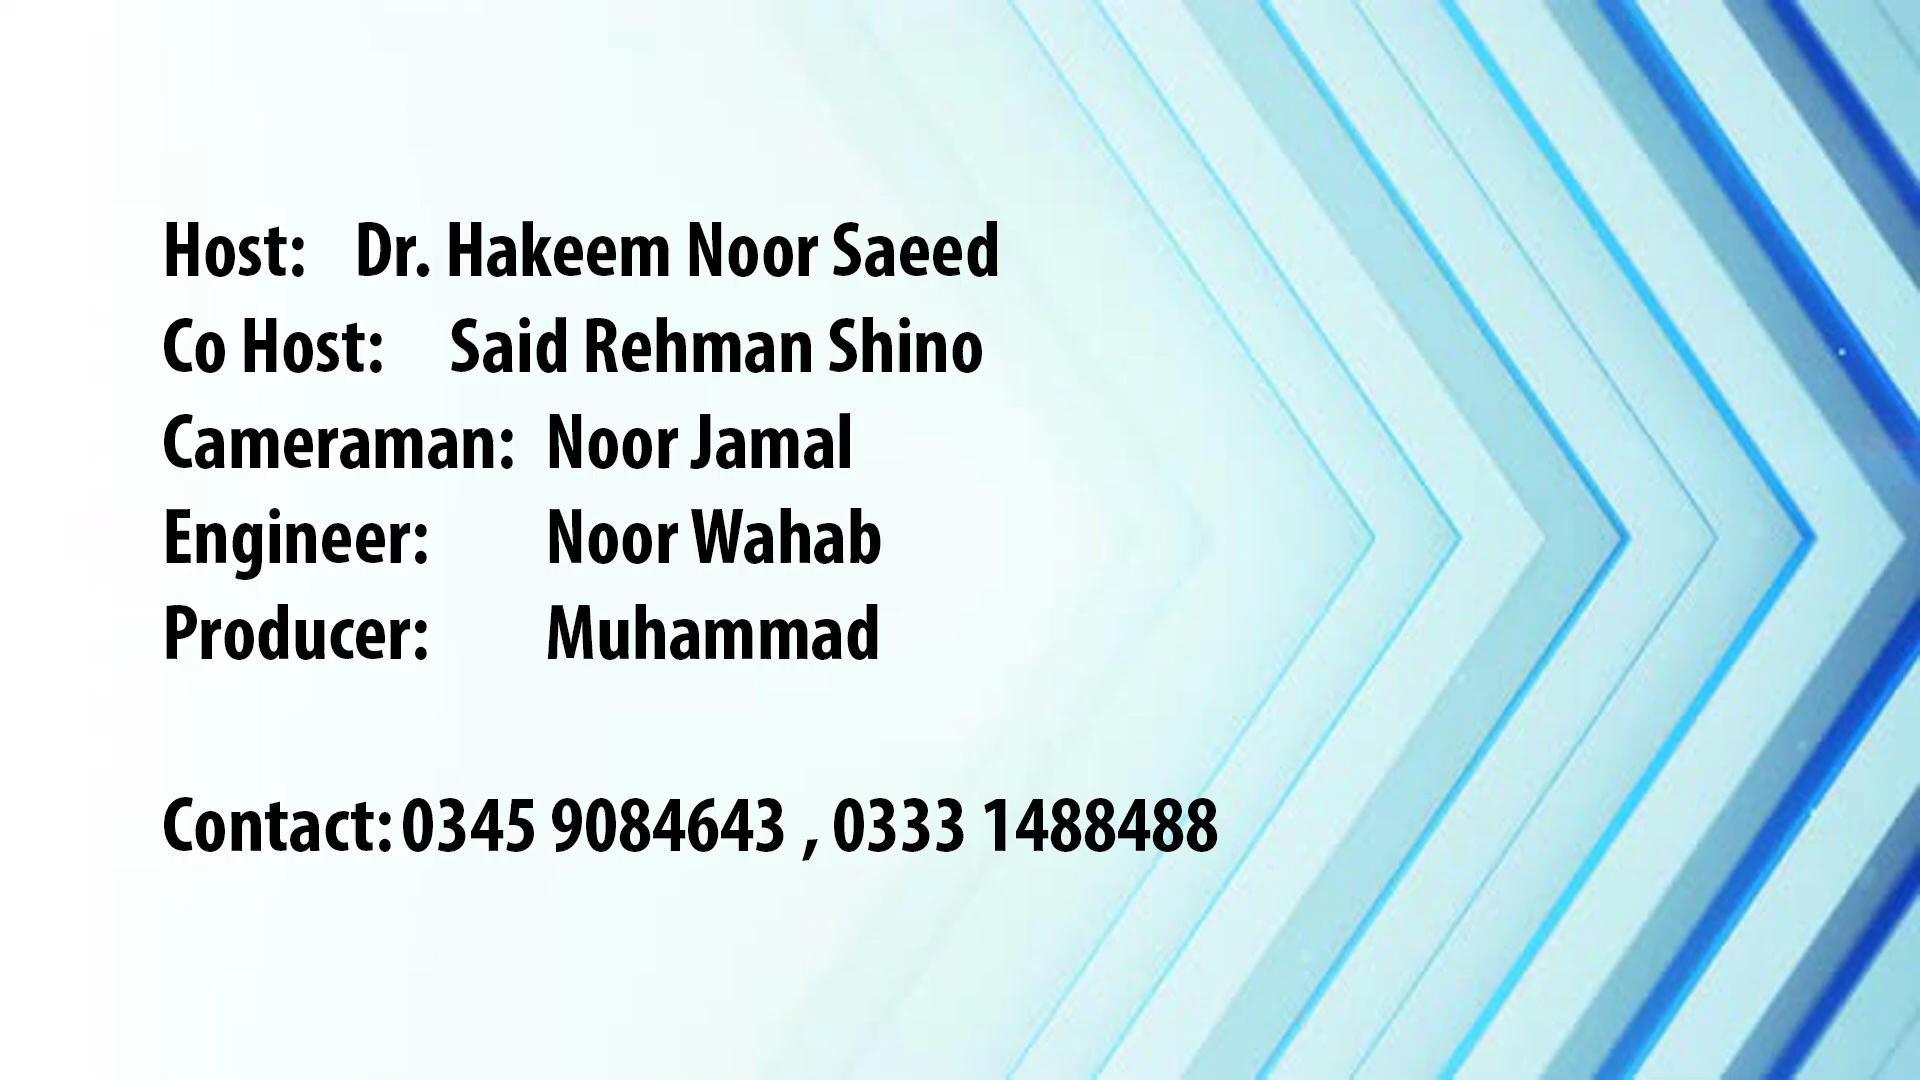 Host: Dr. Hakeem Noor Saeed
Co Host: Said Rehman Shino
Cameraman: Noor Jamal
Engineer: Noor Wahab
Producer: Muhammad
Contact: 0345 9084643 , 0333 1488488